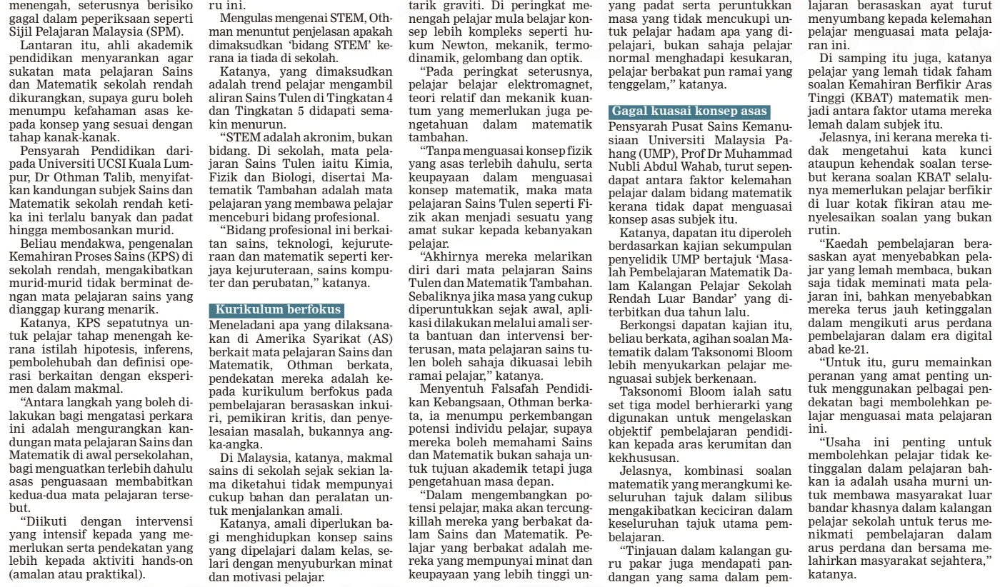 menengah, seterusnya berisiko
gagal dalam peperiksaan seperti
Sijil Pelajaran Malaysia (SPM).
Lantaran itu, ahli akademik
pendidikan menyarankan agar
sukatan mata pelajaran Sains
dan Matematik sekolah rendah
dikurangkan, supaya guru boleh
menumpu kefahaman asas ke-
pada konsep yang sesuai dengan
tahap kanak-kanak.
Pensyarah Pendidikan dari-
pada Universiti UCSI Kuala Lum-
pur, Dr Othman Talib, menyifat-
kan kandungan subjek Sains dan
Matematik sekolah rendah keti-
ka ini terlalu banyak dan padat
hingga membosankan murid.
Beliau mendakwa, pengenalan
Kemahiran Proses Sains (KPS) di
sekolah rendah, mengakibatkan
murid-murid tidak berminat de-
ngan mata pelajaran sains yang
dianggap kurang menarik.
Katanya, KPS sepatutnya un-
tuk pelajar tahap menengah ke-
rana istilah hipotesis, inferens,
pembolehubah dan definisi ope-
rasi berkaitan dengan eksperi-
men dalam makmal.
“Antara langkah yang boleh di-
lakukan bagi mengatasi perkara
ini adalah mengurangkan kan-
dungan mata pelajaran Sains dan
Matematik di awal persekolahan,
bagi menguatkan terlebih dahulu
asas penguasaan membabitkan
kedua-dua mata pelajaran terse-
but.
“Diikuti dengan intervensi
yang intensif kepada yang me-
merlukan serta pendekatan yang
lebih kepada aktiviti hands-on
(amalan atau praktikal).
ru ini.
Mengulas mengenai STEM, Oth-
man menuntut penjelasan apakah
dimaksudkan ‘bidang STEM’ ke-
rana ia tiada di sekolah.
Katanya, yang dimaksudkan
adalah trend pelajar mengambil
aliran Sains Tulen di Tingkatan 4
dan Tingkatan 5 didapati sema-
kin menurun.
“STEM adalah akronim, bukan
bidang. Di sekolah, mata pela-
jaran Sains Tulen iaitu Kimia,
Fizik dan Biologi, disertai Ma-
tematik Tambahan adalah mata
pelajaran yang membawa pelajar
menceburi bidang profesional.
“Bidang profesional ini berkai-
tan sains, teknologi, kejurute-
raan dan matematik seperti ker-
jaya kejuruteraan, sains kompu-
ter dan perubatan,” katanya.
Kurikulum berfokus
Meneladani apa yang dilaksana-
kan di Amerika Syarikat (AS)
berkait mata pelajaran Sains dan
Matematik, Othman berkata,
pendekatan mereka adalah ke-
pada kurikulum berfokus pada
pembelajaran berasaskan inkui-
ri, pemikiran kritis, dan penye-
lesaian masalah, bukannya ang-
ka-angka.
Di Malaysia, katanya, makmal
sains di sekolah sejak sekian la-
ma diketahui tidak mempunyai
cukup bahan dan peralatan un-
tuk menjalankan amali.
Katanya, amali diperlukan ba-
gi menghidupkan konsep sains
yang dipelajari dalam kelas, se-
lari dengan menyuburkan minat
dan motivasi pelajar.
tarik graviti. Di peringkat me-
nengah pelajar mula belajar kon-
sep lebih kompleks seperti hu-
kum Newton, mekanik, termo-
dinamik, gelombang dan optik.
“Pada peringkat seterusnya,
pelajar belajar elektromagnet,
teori relatif dan mekanik kuan-
tum yang memerlukan juga pe-
ngetahuan dalam matematik
tambahan.
“Tanpa menguasai konsep fizik
yang asas terlebih dahulu, serta
keupayaan dalam menguasai
konsep matematik, maka mata
pelajaran Sains Tulen seperti Fi-
zik akan menjadi sesuatu yang
amat sukar kepada kebanyakan
pelajar.
“Akhirnya mereka melarikan
diri dari mata pelajaran Sains
Tulen dan Matematik Tambahan.
Sebaliknya jika masa yang cukup
diperuntukkan sejak awal, apli-
kasi dilakukan melalui amali ser-
ta bantuan dan intervensi ber-
terusan, mata pelajaran sains tu-
len boleh sahaja dikuasai lebih
ramai pelajar,” katanya.
Menyentuh Falsafah Pendidi-
kan Kebangsaan, Othman berka-
ta, ia menumpu perkembangan
potensi individu pelajar, supaya
mereka boleh memahami Sains
dan Matematik bukan sahaja un-
tuk tujuan akademik tetapi juga
pengetahuan masa depan.
“Dalam mengembangkan po-
tensi pelajar, maka akan tercung-
killah mereka yang berbakat da-
lam Sains dan Matematik. Pe-
lajar yang berbakat adalah me-
reka yang mempunyai minat dan
keupayaan yang lebih tinggi un-
yang padat serta peruntukkan
masa yang tidak mencukupi un-
tuk pelajar hadam apa yang di-
pelajari, bukan sahaja pelajar
normal menghadapi kesukaran,
pelajar berbakat pun ramai yang
tenggelam,” katanya.
Gagal kuasai konsep asas
Pensyarah Pusat Sains Kemanu-
siaan Universiti Malaysia Pa-
hang (UMP), Prof Dr Muhammad
Nubli Abdul Wahab, turut sepen-
dapat antara faktor kelemahan
pelajar dalam bidang matematik
kerana tidak dapat menguasai
konsep asas subjek itu.
Katanya, dapatan itu diperoleh
berdasarkan kajian sekumpulan
penyelidik UMP bertajuk ‘Masa-
lah Pembelajaran Matematik Da-
lam Kalangan Pelajar Sekolah
Rendah Luar Bandar’ yang di-
terbitkan dua tahun lalu.
Berkongsi dapatan kajian itu,
beliau berkata, agihan soalan Ma-
tematik dalam Taksonomi Bloom
lebih menyukarkan pelajar me-
nguasai subjek berkenaan.
Taksonomi Bloom ialah satu
set tiga model berhierarki yang
digunakan untuk mengelaskan
objektif pembelajaran pendidi-
kan kepada aras kerumitan dan
kekhususan.
Jelasnya, kombinasi soalan
matematik yang merangkumi ke-
seluruhan tajuk dalam silibus
mengakibatkan keciciran dalam
keseluruhan tajuk utama pem-
belajaran.
“Tinjauan dalam kalangan gu-
ru pakar juga mendapati pan-
dangan yang sama dalam pem-
lajaran berasaskan ayat turut
menyumbang kepada kelemahan
pelajar menguasai mata pelaja-
ran ini.
Di samping itu juga, katanya
pelajar yang lemah tidak faham
soalan Kemahiran Berfikir Aras
Tinggi (KBAT) matematik men-
jadi antara faktor utama mereka
lemah dalam subjek itu.
Jelasnya, ini kerana mereka ti-
dak mengetahui kata kunci
ataupun kehendak soalan terse-
but kerana soalan KBAT selalu-
nya memerlukan pelajar berfikir
di luar kotak fikiran atau me-
nyelesaikan soalan yang bukan
rutin.
“Kaedah pembelajaran bera-
saskan ayat menyebabkan pela-
jar yang lemah membaca, bukan
saja tidak meminati mata pela-
jaran ini, bahkan menyebabkan
mereka terus jauh ketinggalan
dalam mengikuti arus perdana
pembelajaran dalam era digital
abad ke-21.
“Untuk itu, guru memainkan
peranan yang amat penting un-
tuk menggunakan pelbagai pen-
dekatan bagi membolehkan pe-
lajar menguasai mata pelajaran
ini.
“Usaha ini penting untuk
membolehkan pelajar tidak ke-
tinggalan dalam pelajaran bah-
kan ia adalah usaha murni un-
tuk membawa masyarakat luar
bandar khasnya dalam kalangan
pelajar sekolah untuk terus me-
nikmati pembelajaran dalam
arus perdana dan bersama me-
lahirkan masyarakat sejahtera,”
katanya.